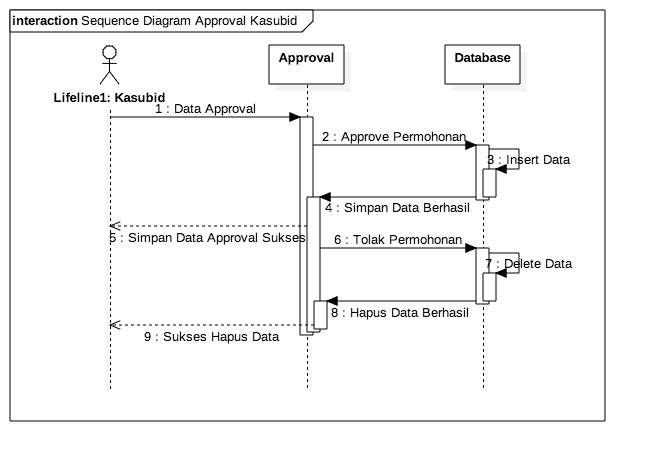 interaction Sequence Diagram Approval Kasubid
Approval
Database
Lifeline1: Kasubid
1 : Data Approval
2 : Approve Permohonan
3 : Insert Data
4 : Simpan Data Berhasil
5 : Simpan Data Approval Sukses
6 : Tolak Permohonan
7 : Delete Data
8 : Hapus Data Berhasil
9 : Sukses Hapus Data